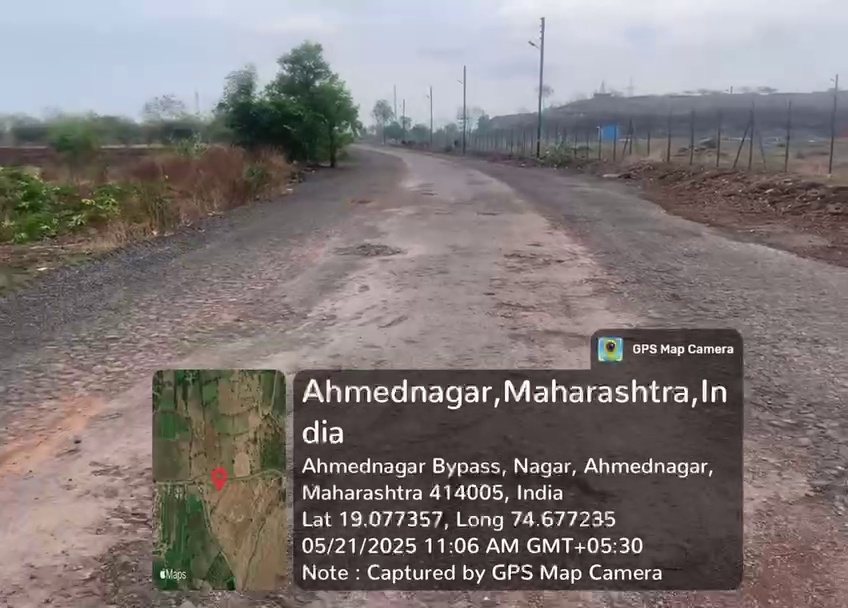 GPS Map Camera
Ahmednagar,Maharashtra,In
dia
Ahmednagar Bypass, Nagar, Ahmednagar,
Maharashtra 414005, India
Lat 19.077357, Long 74.677235
05/21/2025 11:06 AM GMT+05:30
Note : Captured by GPS Map Camera
Maps